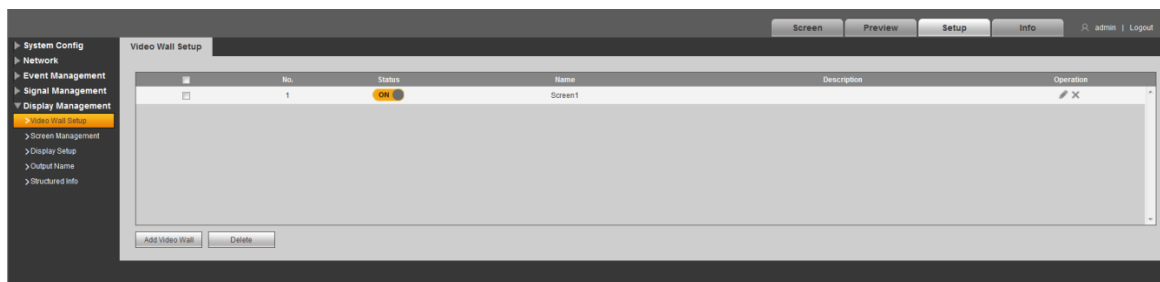 Screen Preview Setup Info admin | Logout
System Config
Network
Event Management
Signal Management
Display Management
Video Wall Setup
Screen Management
Display Setup
Output Name
Structured Info
Video Wall Setup
No. Status Name Description Operation
1 ON Screen1
Add Video Wall Delete